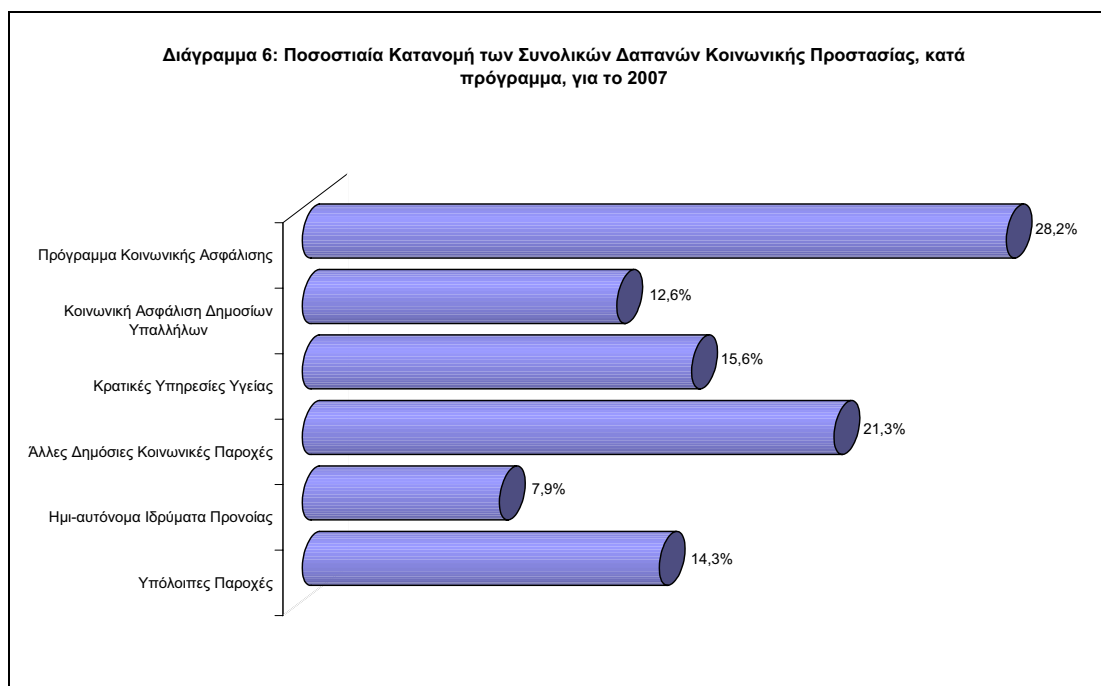 Διάγραμμα 6: Ποσοστιαία Κατανομή των Συνολικών Δαπανών Κοινωνικής Προστασίας, κατά
πρόγραμμα, για το 2007
Πρόγραμμα Κοινωνικής Ασφάλισης
28,2%
Κοινωνική Ασφάλιση Δημοσίων
Υπαλλήλων
12,6%
Κρατικές Υπηρεσίες Υγείας
15,6%
Άλλες Δημόσιες Κοινωνικές Παροχές
21,3%
Ημι-αυτόνομα Ιδρύματα Προνοίας
7,9%
Υπόλοιπες Παροχές
14,3%